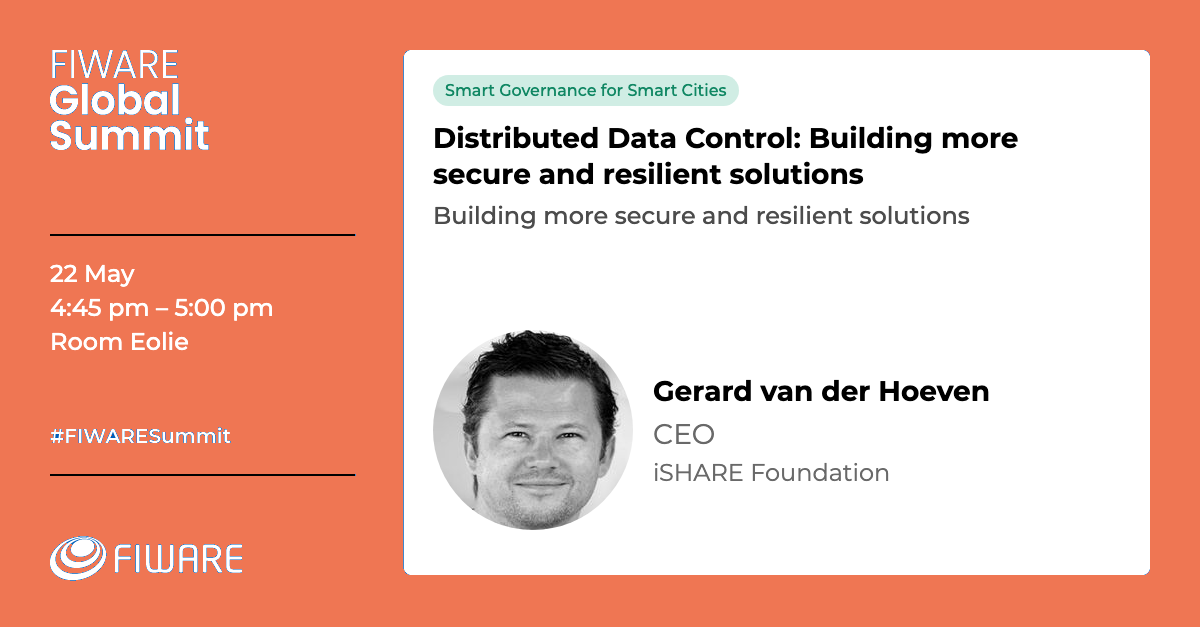 FIWARE
Global
Summit
22 May
4:45 pm – 5:00 pm
Room Eolie
#FIWARESummit
FIWARE
Smart Governance for Smart Cities
Distributed Data Control: Building more
secure and resilient solutions
Building more secure and resilient solutions
Gerard van der Hoeven
CEO
iSHARE Foundation